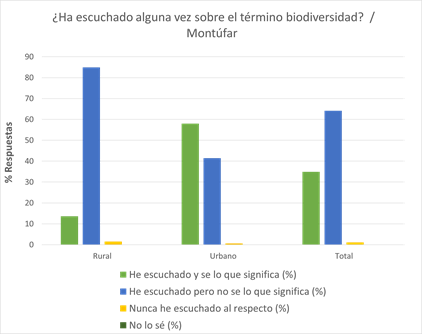 ¿Ha escuchado alguna vez sobre el término biodiversidad? /
Montúfar
% Respuestas
90
80
70
60
50
40
30
20
10
0
Rural
Urbano
Total
He escuchado y se lo que significa (%)
He escuchado pero no se lo que significa (%)
Nunca he escuchado al respecto (%)
No lo sé (%)